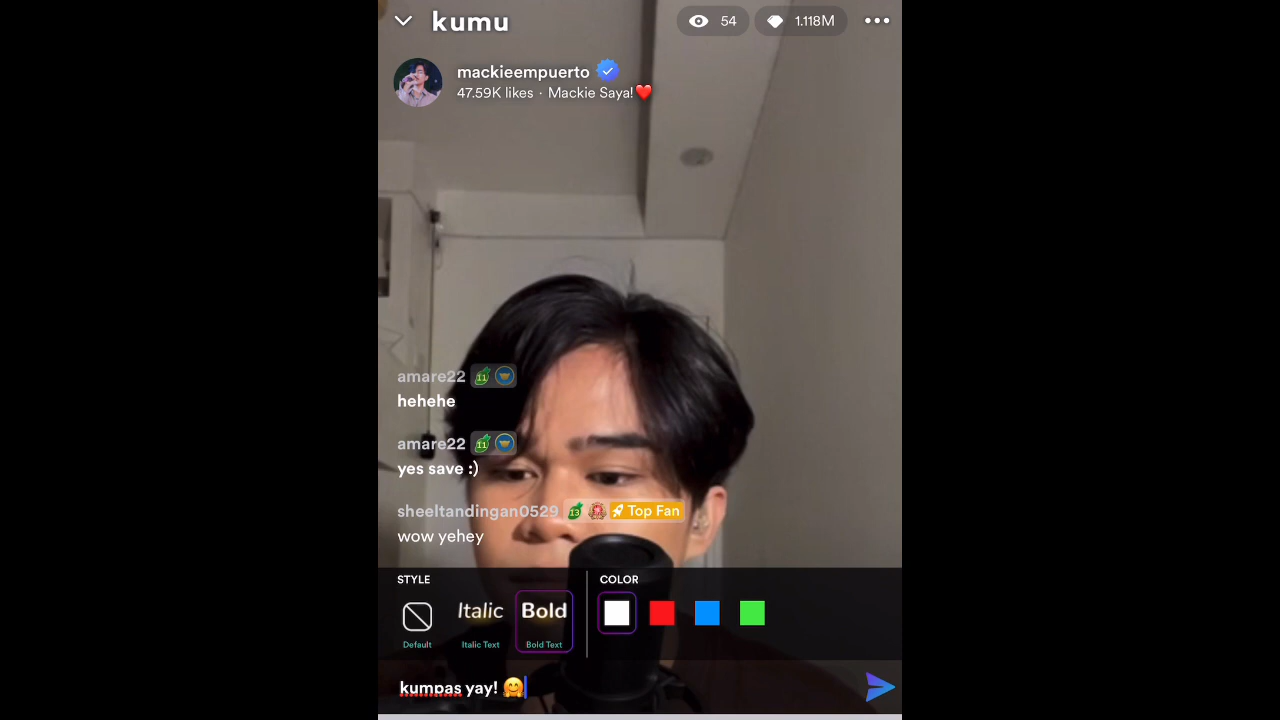 kumu
54
1.118M
mackieempuerto
47.59K likes · Mackie Saya!❤️
amare22 11
hehehe
amare22 11
yes save :)
sheeltandingan0529 13 Top Fan
wow yehey
STYLE
COLOR
Italic
Bold
Default
Italic Text
Bold Text
kumpas yay! 🤗